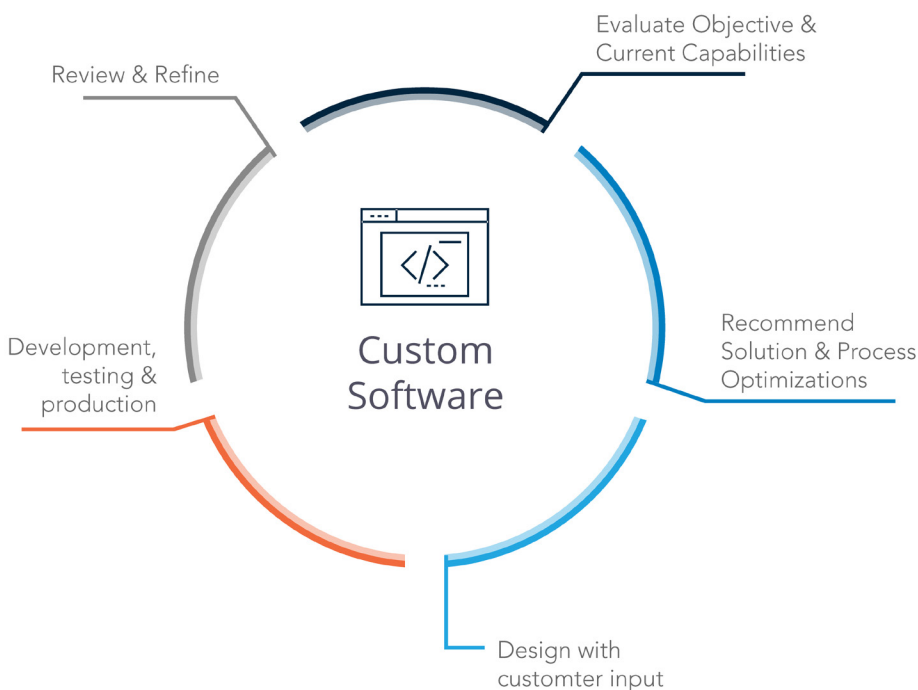 Evaluate Objective &
Current Capabilities
Review & Refine
Custom
Software
Recommend
Solution & Process
Optimizations
Development,
testing &
production
Design with
customter input